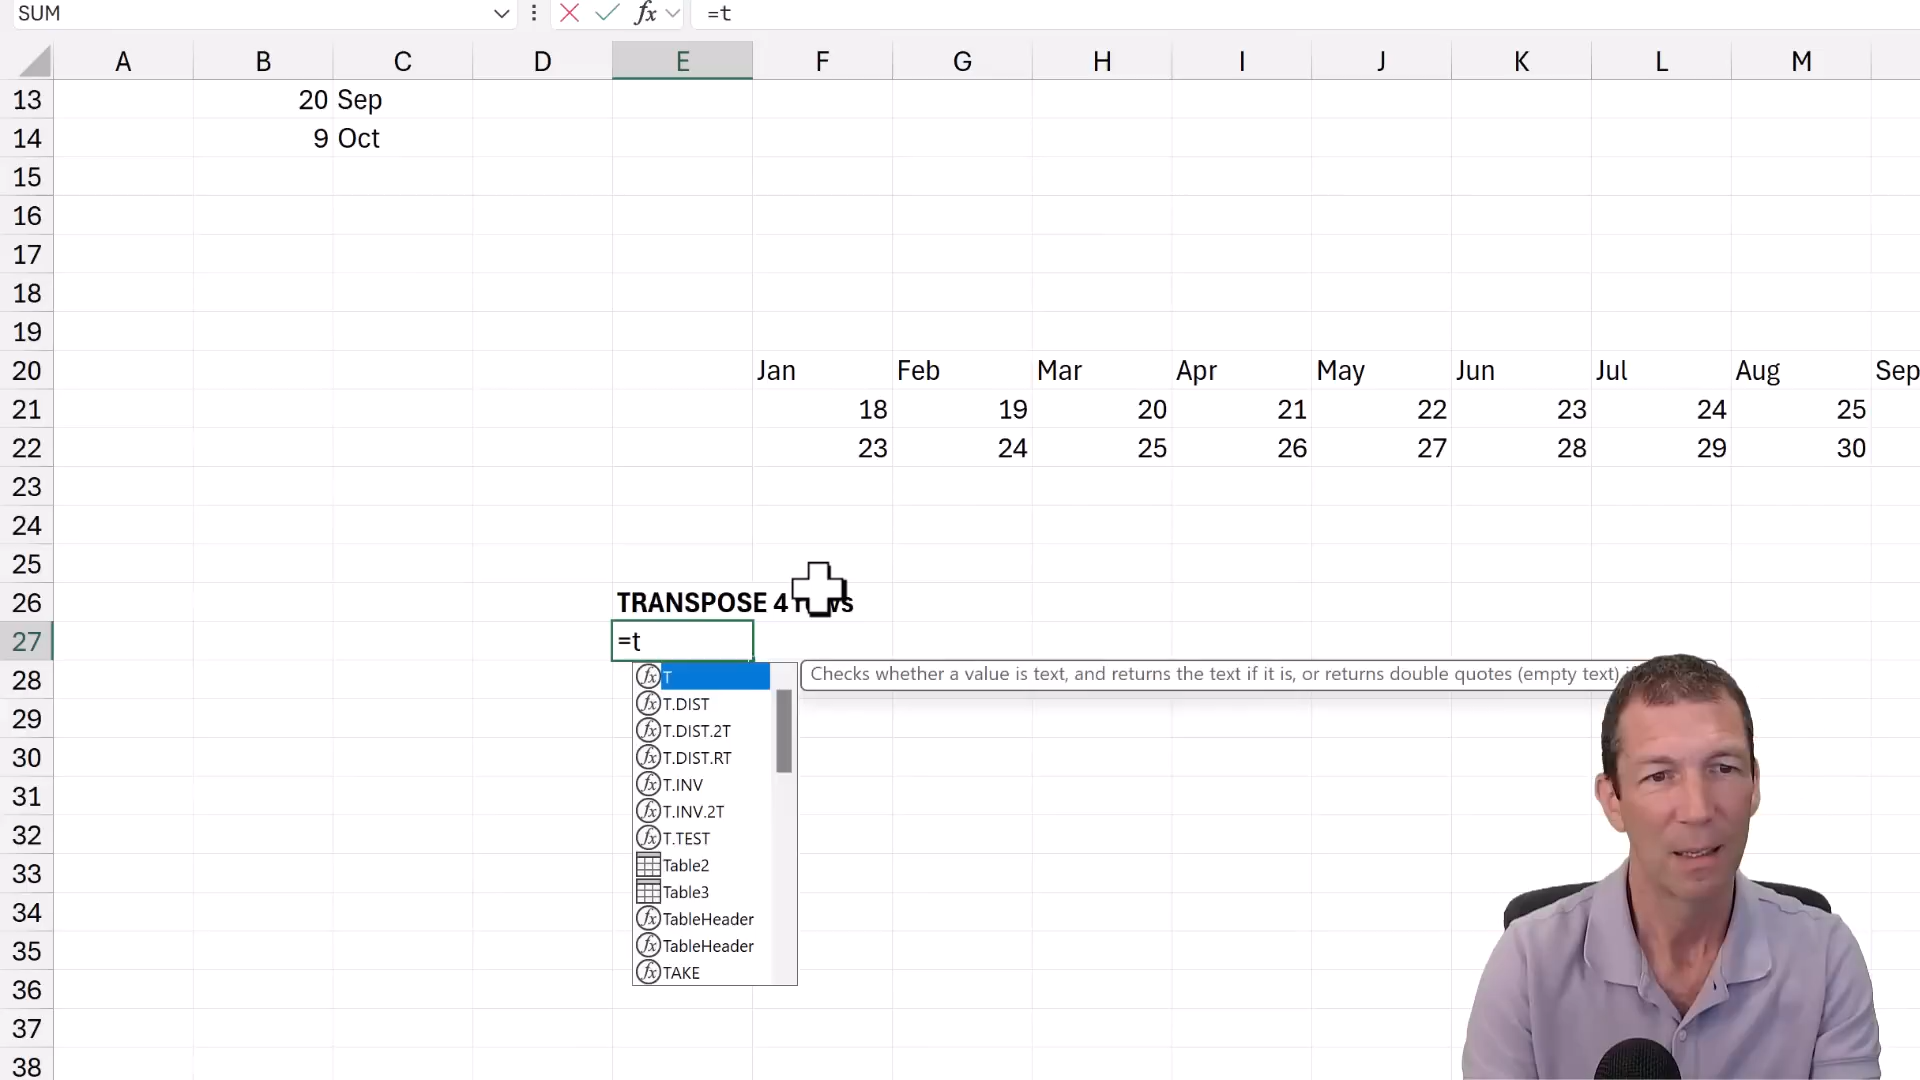 SUM =t
A B C D E F G H I J K L M
13 20 Sep
14 9 Oct
15
16
17
18
19
20 Jan Feb Mar Apr May Jun Jul Aug Sep
21 18 19 20 21 22 23 24 25
22 23 24 25 26 27 28 29 30
23
24
25
26 TRANSPOSE 4
27 =t
28 T Checks whether a value is text, and returns the text if it is, or returns double quotes (empty text)
29 T.DIST
T.DIST.2T
30 T.DIST.RT
31 T.INV
32 T.INV.2T
T.TEST
33 Table2
Table3
34 TableHeader
35 TableHeader
36 TAKE
37
38